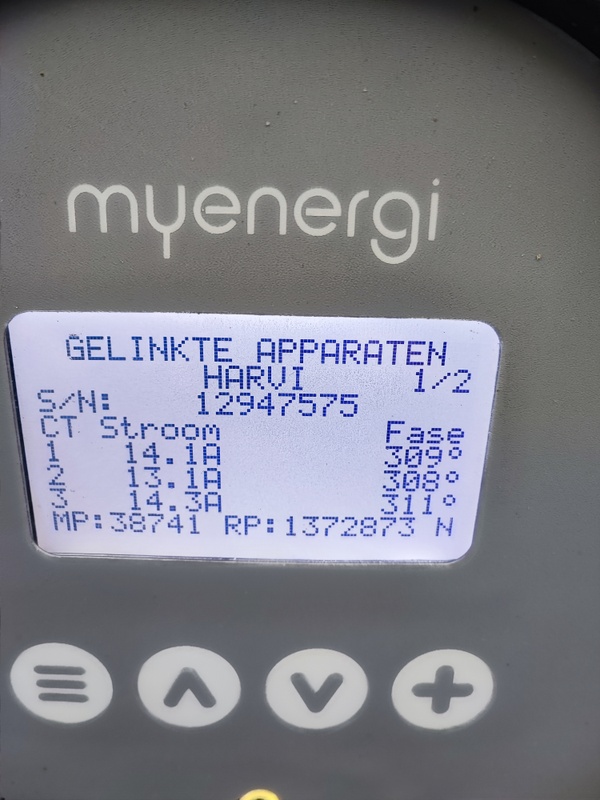 myenergi
GELINKTE APPARATEN
HARVI 1/2
S/N: 12947575
CT Stroom Fase
1 14.1A 309°
2 13.1A 308°
3 14.3A 311°
MP:38741 RP:1372873 N